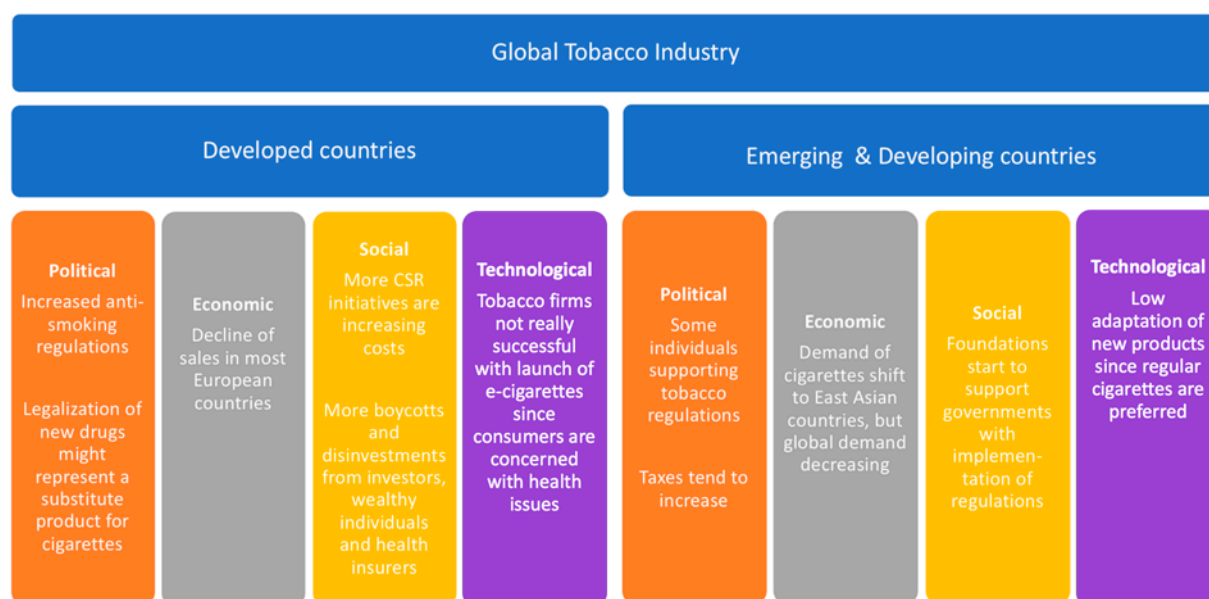 Global Tobacco Industry
Developed countries
Emerging & Developing countries
Political
Increased anti-
smoking
regulations
Legalization of
new drugs
might
represent a
substitute
product for
cigarettes
Economic
Decline of
sales in most
European
countries
Social
More CSR
initiatives are
increasing
costs
More boycotts
and
disinvestments
from investors,
wealthy
individuals
and health
insurers
Technological
Tobacco firms
not really
successful
with launch of
e-cigarettes
since
consumers are
concerned
with health
issues
Political
Some
individuals
supporting
tobacco
regulations
Taxes tend to
increase
Economic
Demand of
cigarettes shift
to East Asian
countries, but
global demand
decreasing
Social
Foundations
start to
support
governments
with
implemen-
tation of
regulations
Technological
Low
adaptation of
new products
since regular
cigarettes are
preferred